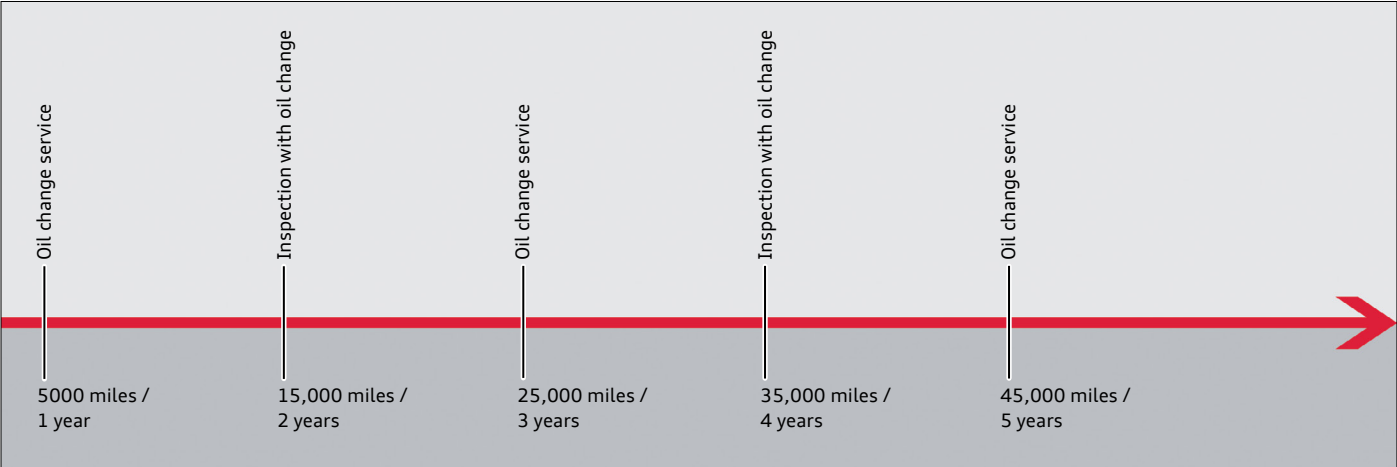 Oil change service
Inspection with oil change
Oil change service
Inspection with oil change
Oil change service
5000 miles /
1 year
15,000 miles /
2 years
25,000 miles /
3 years
35,000 miles /
4 years
45,000 miles /
5 years